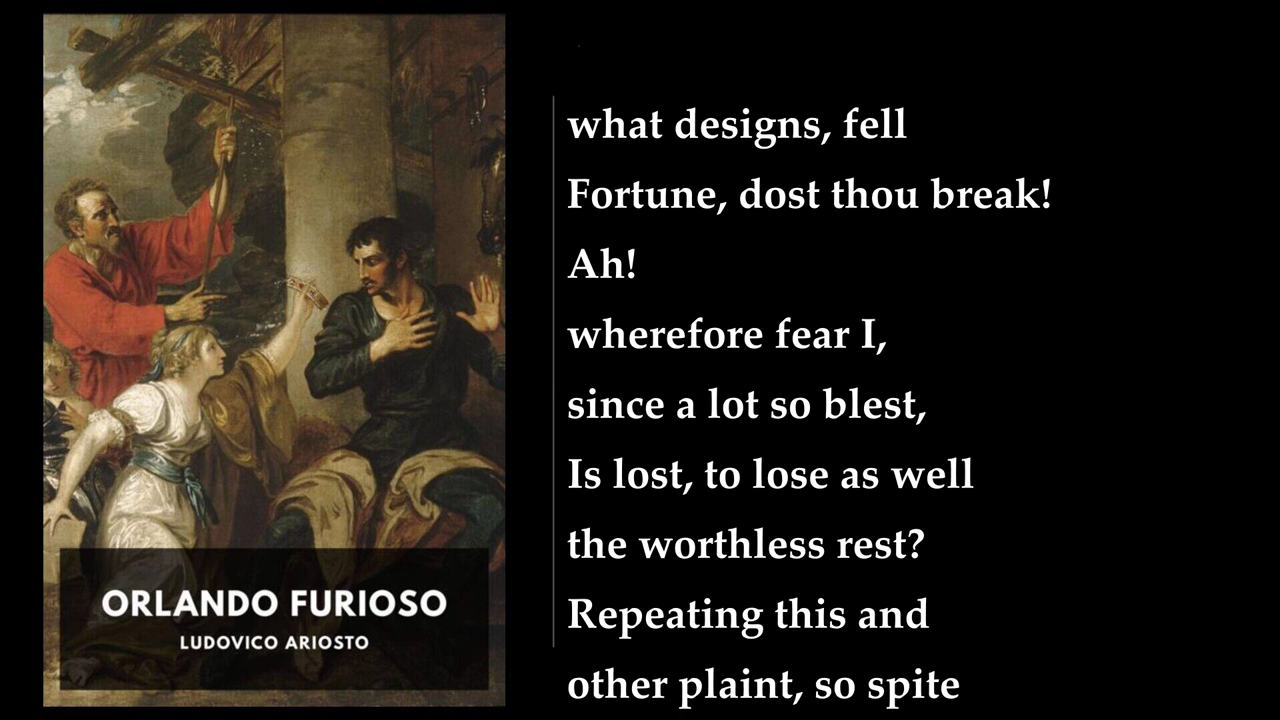 ORLANDO FURIOSO
LUDOVICO ARIOSTO
what designs, fell
Fortune, dost thou break!
Ah!
wherefore fear I,
since a lot so blest,
Is lost, to lose as well
the worthless rest?
Repeating this and
other plaint, so spite